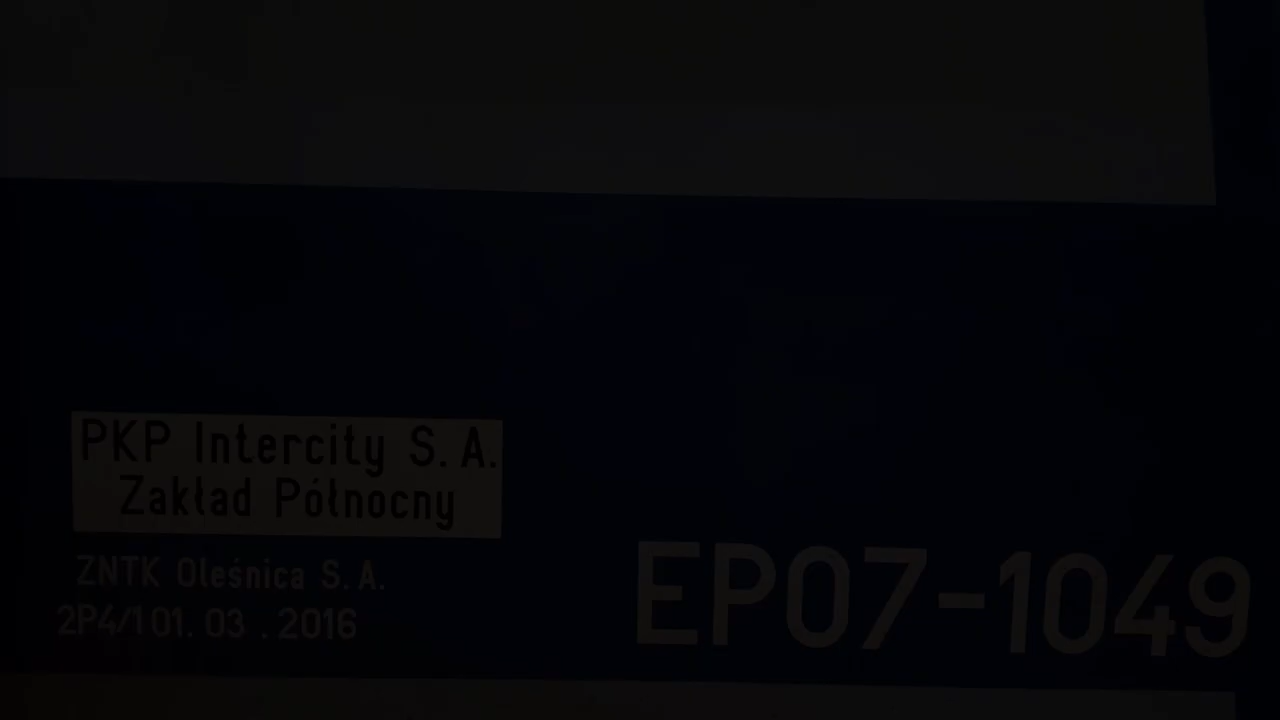 PKP Intercity S.A.
Zakład Północny
ZNTK Oleśnica S.A.
2P4/1 01.03.2016
EP07-1049